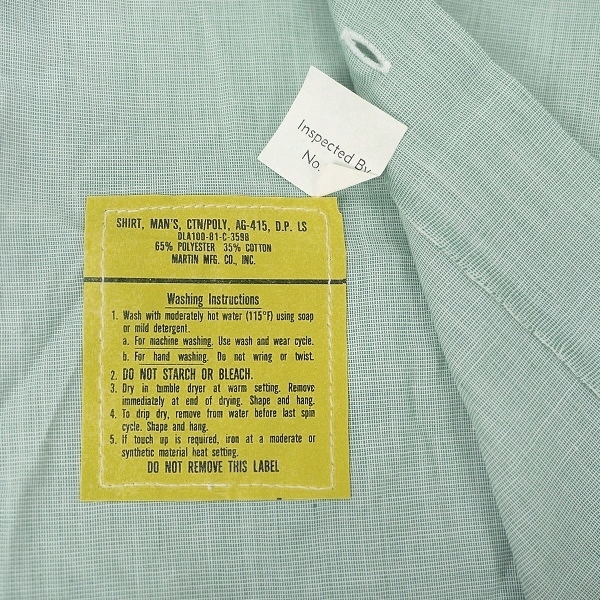 Inspected By
No.
SHIRT, MAN'S, CTN/POLY, AG-415, D.P. LS
DLA100-81-C-3598
65% POLYESTER 35% COTTON
MARTIN MFG. CO., INC.
Washing Instructions
1. Wash with moderately hot water (115°F) using soap
or mild detergent.
a. For machine washing. Use wash and wear cycle.
b. For hand washing. Do not wring or twist.
2. DO NOT STARCH OR BLEACH.
3. Dry in tumble dryer at warm setting. Remove
immediately at end of drying. Shape and hang.
4. To drip dry, remove from water before last spin
cycle. Shape and hang.
5. If touch up is required, iron at a moderate or
synthetic material heat setting.
DO NOT REMOVE THIS LABEL